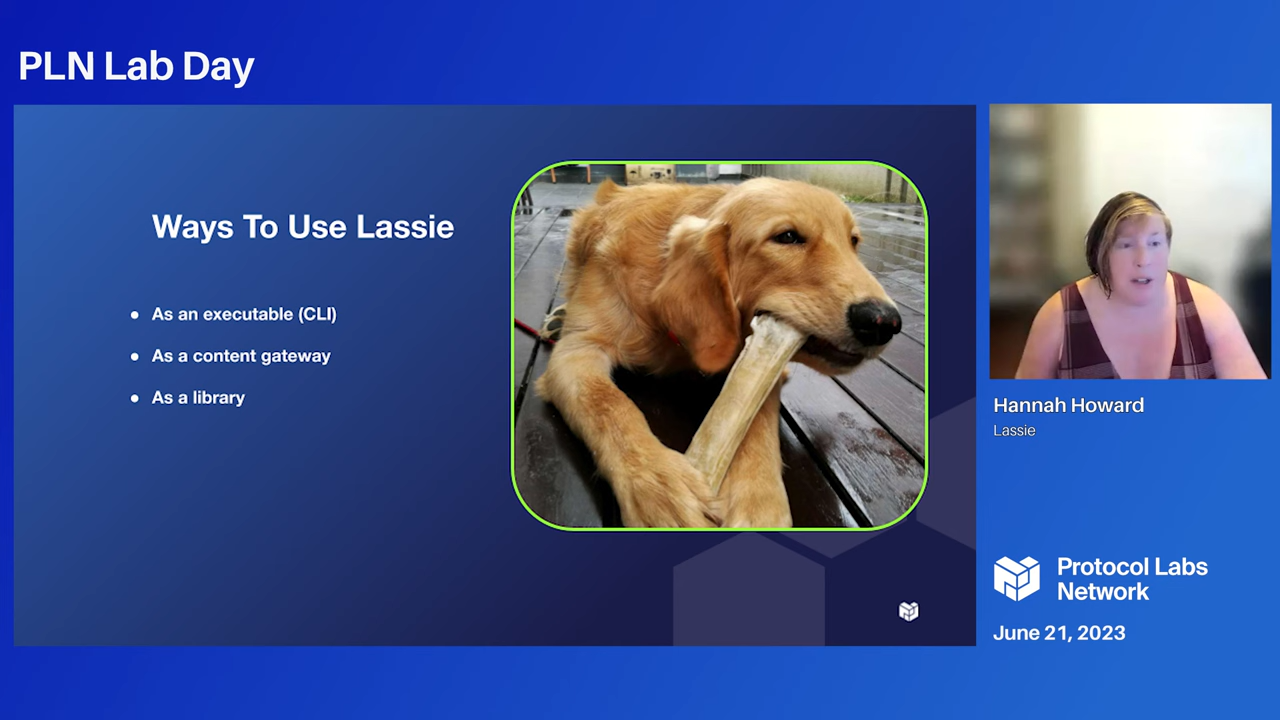 PLN Lab Day
Ways To Use Lassie
● As an executable (CLI)
● As a content gateway
● As a library
Hannah Howard
Lassie
Protocol Labs
Network
June 21, 2023